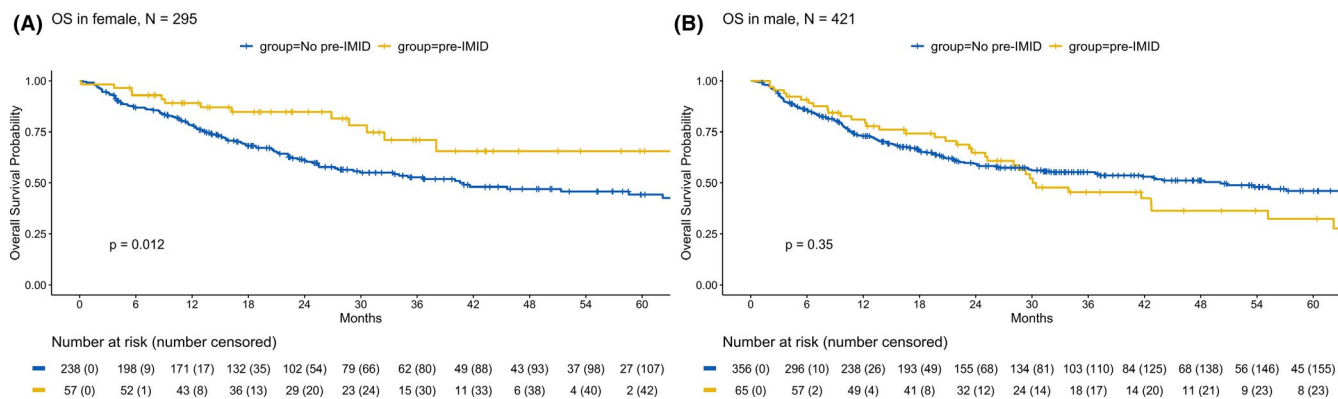 (A) OS in female, N = 295
group=No pre-IMID group=pre-IMID
Overall Survival Probability
1.00
0.75
0.50
0.25
0.00
p = 0.012
0 6 12 18 24 30 36 42 48 54 60
Months
Number at risk (number censored)
238 (0) 198 (9) 171 (17) 132 (35) 102 (54) 79 (66) 62 (80) 49 (88) 43 (93) 37 (98) 27 (107)
57 (0) 52 (1) 43 (8) 36 (13) 29 (20) 23 (24) 15 (30) 11 (33) 6 (38) 4 (40) 2 (42)
(B) OS in male, N = 421
group=No pre-IMID group=pre-IMID
Overall Survival Probability
1.00
0.75
0.50
0.25
0.00
p = 0.35
0 6 12 18 24 30 36 42 48 54 60
Months
Number at risk (number censored)
356 (0) 296 (10) 238 (26) 193 (49) 155 (68) 134 (81) 103 (110) 84 (125) 68 (138) 56 (146) 45 (155)
65 (0) 57 (2) 49 (4) 41 (8) 32 (12) 24 (14) 18 (17) 14 (20) 11 (21) 9 (23) 8 (23)